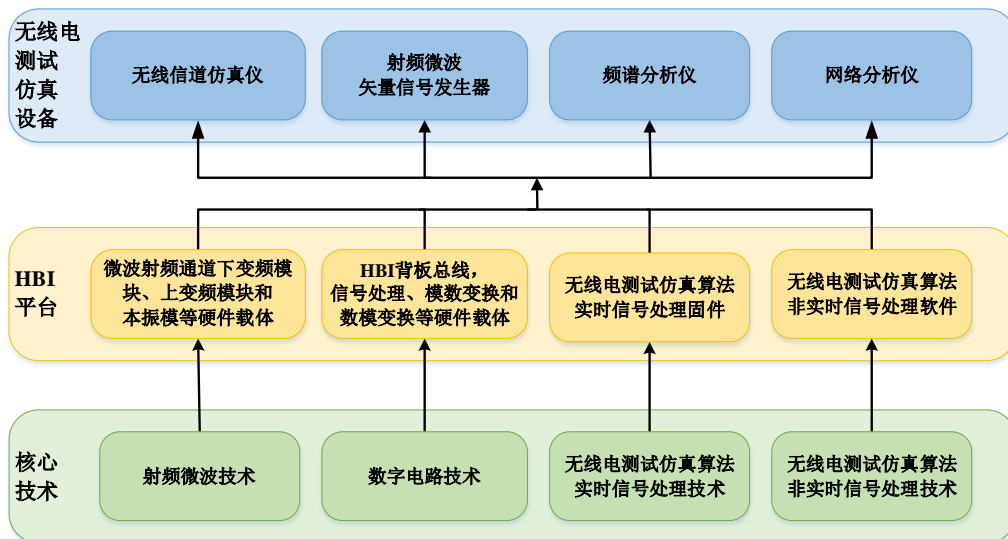 无线电
测试
仿真
设备
无线信道仿真仪
射频微波
矢量信号发生器
频谱分析仪
网络分析仪
HBI
平台
微波射频通道下变频模
块、上变频模块和
本振模等硬件载体
HBI背板总线，
信号处理、模数变换和
数模变换等硬件载体
无线电测试仿真算法
实时信号处理固件
无线电测试仿真算法
非实时信号处理软件
核心
技术
射频微波技术
数字电路技术
无线电测试仿真算法
实时信号处理技术
无线电测试仿真算法
非实时信号处理技术